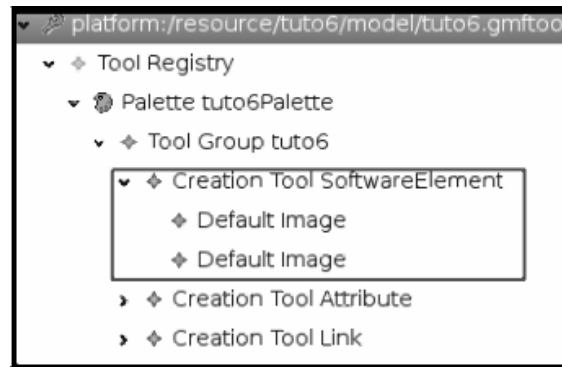 platform:/resource/tuto6/model/tuto6.gmftoo
Tool Registry
Palette tuto6Palette
Tool Group tuto6
Creation Tool SoftwareElement
Default Image
Default Image
Creation Tool Attribute
Creation Tool Link